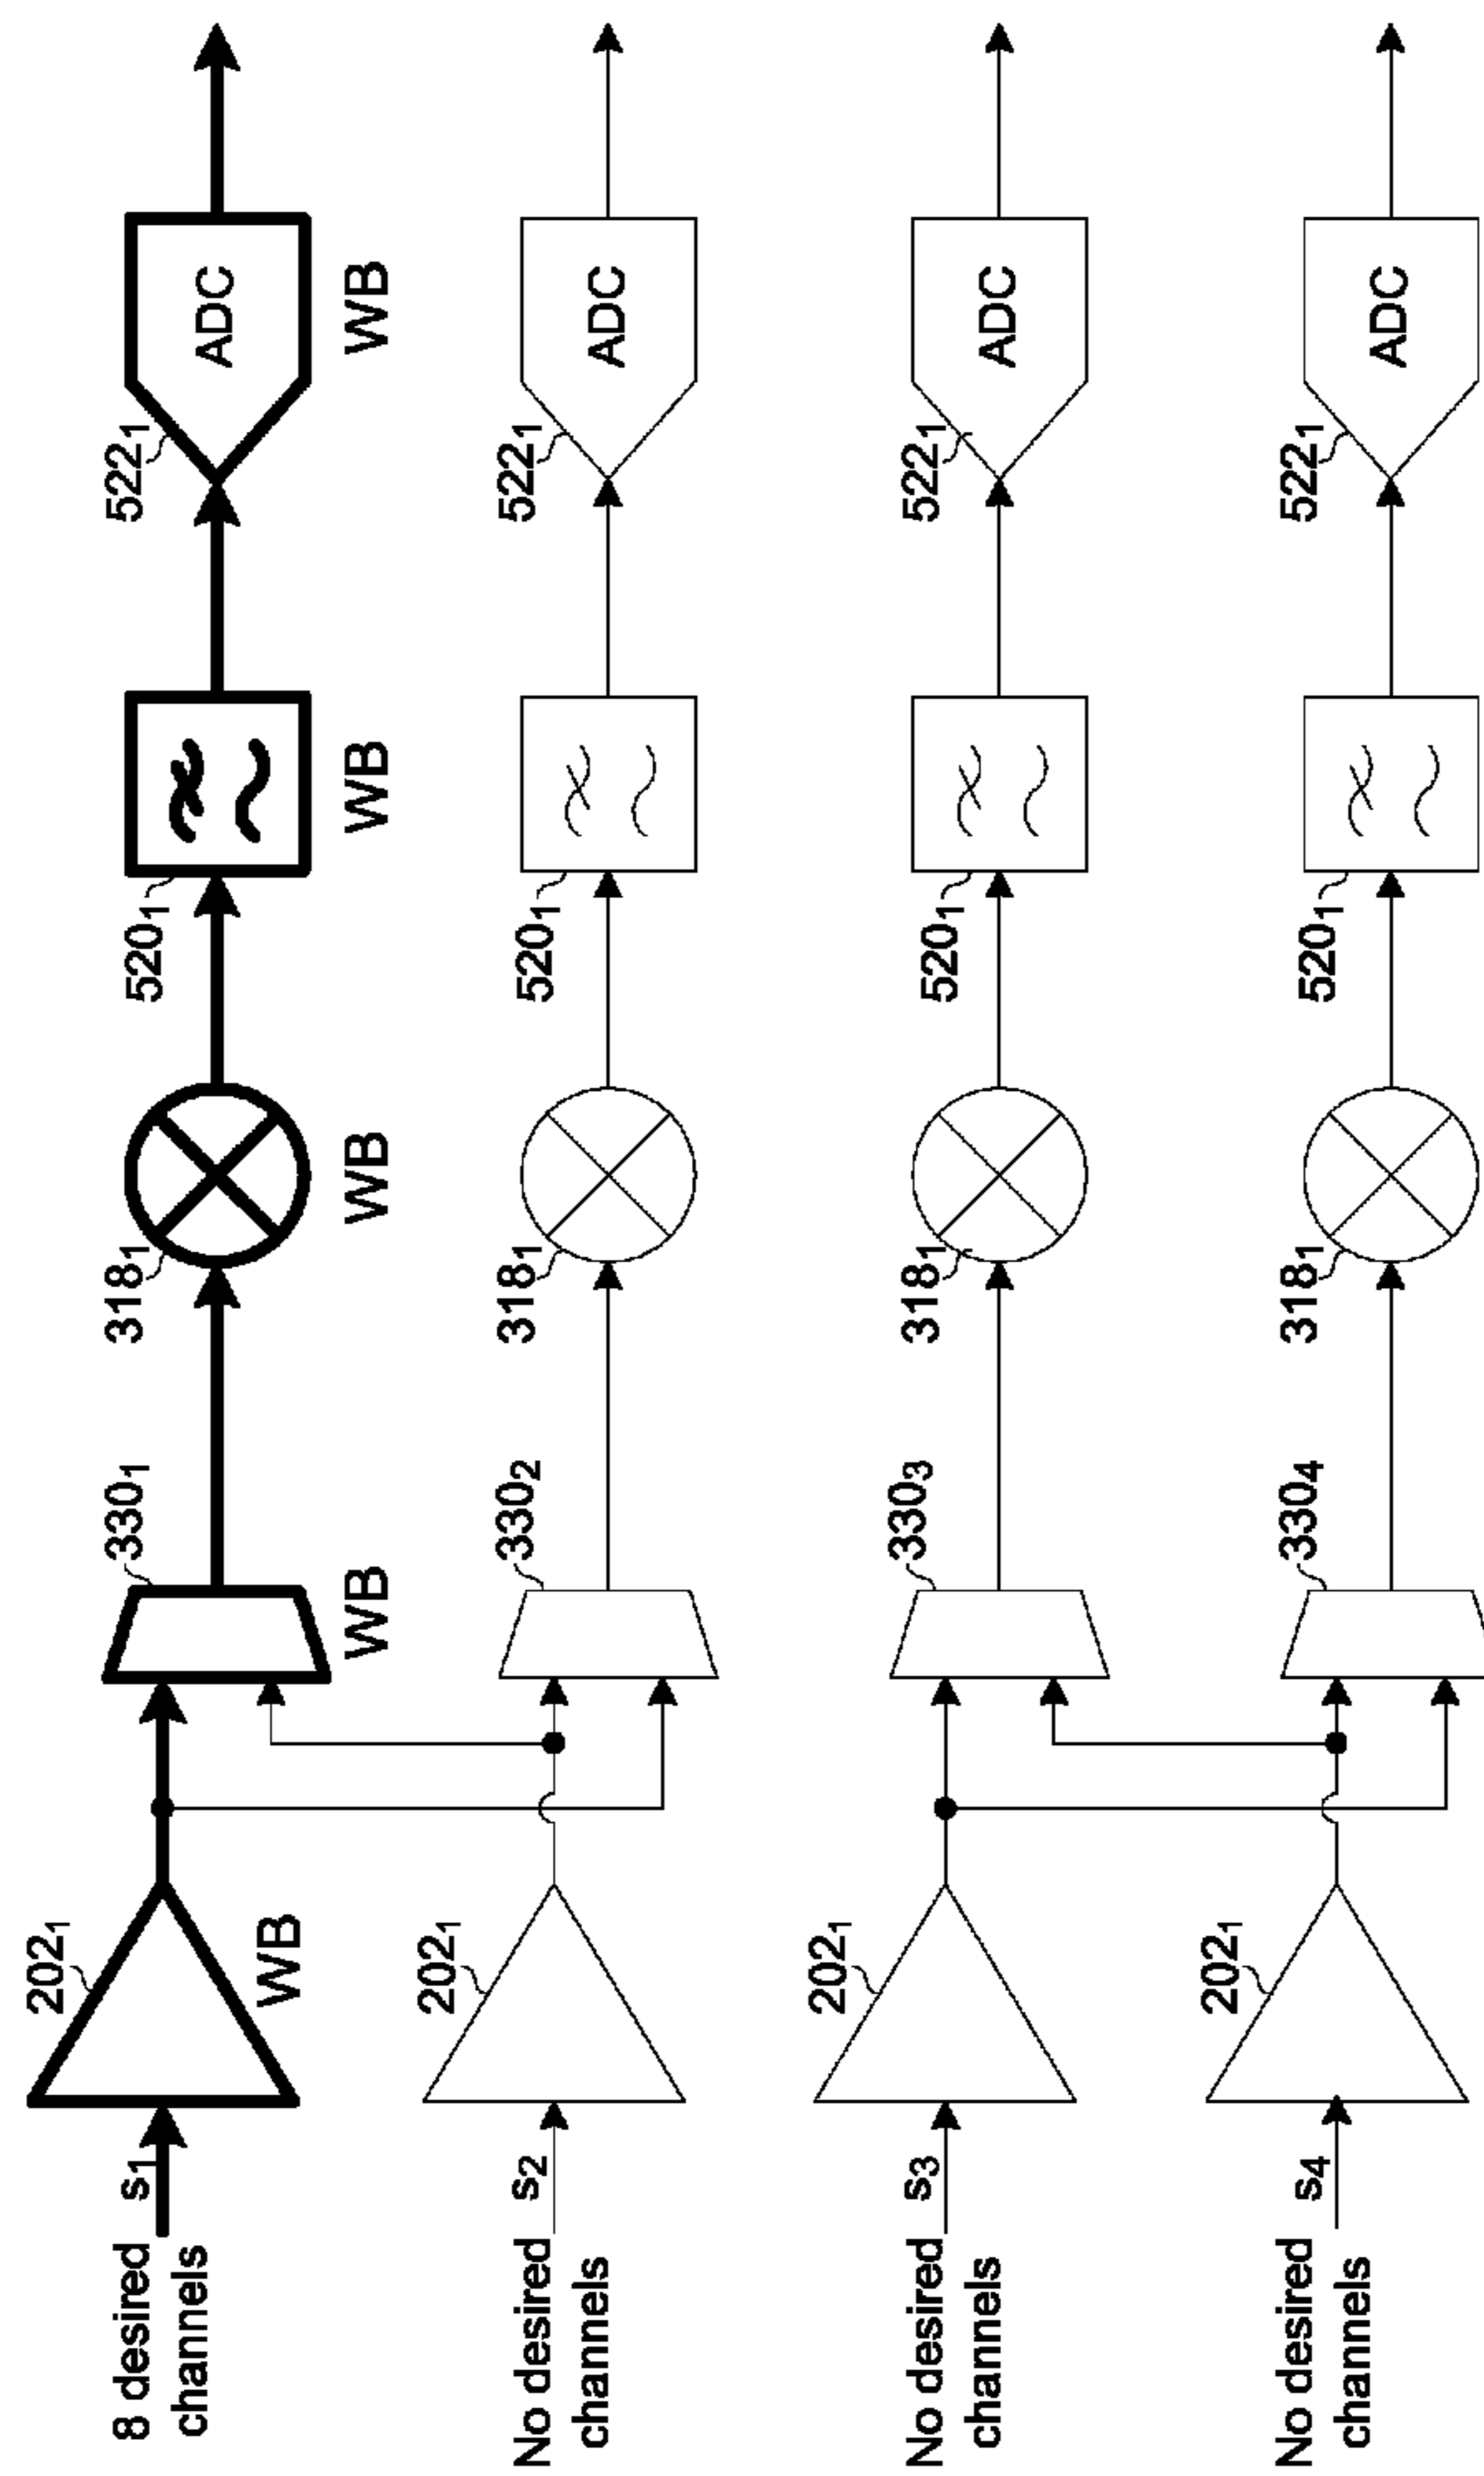 8 desired
channels
s1
2021
WB
3301
WB
3181
WB
5201
WB
5221
ADC
WB
No desired
channels
s2
2021
3302
3181
5201
5221
ADC
No desired
channels
s3
2021
3303
3181
5201
5221
ADC
No desired
channels
s4
2021
3304
3181
5201
5221
ADC